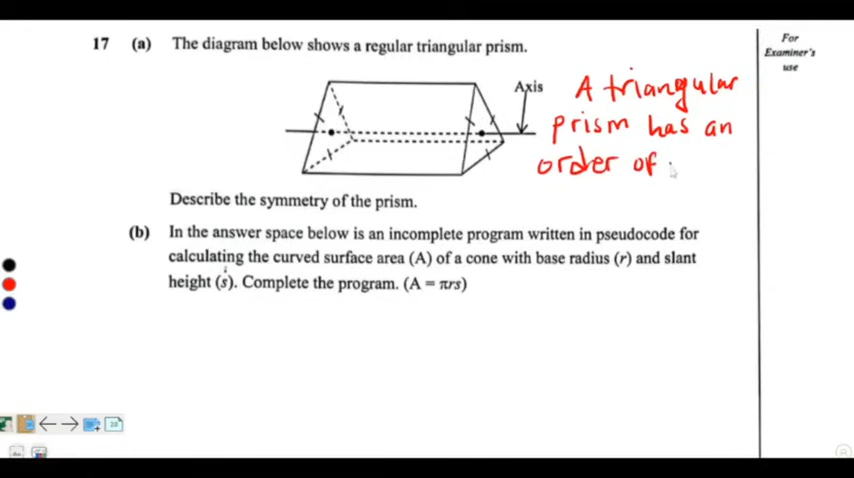 17 (a) The diagram below shows a regular triangular prism.
For
Examiner's
use
Axis
A triangular
prism has an
order of
Describe the symmetry of the prism.
(b) In the answer space below is an incomplete program written in pseudocode for
calculating the curved surface area (A) of a cone with base radius (r) and slant
height (s). Complete the program. (A = πrs)